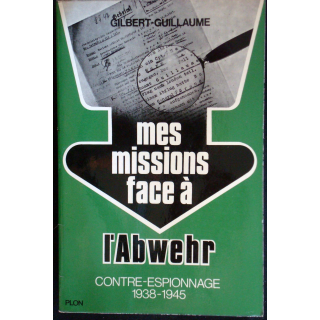 GILBERT-GUILLAUME
mes
missions
face à
l'Abwehr
CONTRE-ESPIONNAGE
1938-1945
PLON